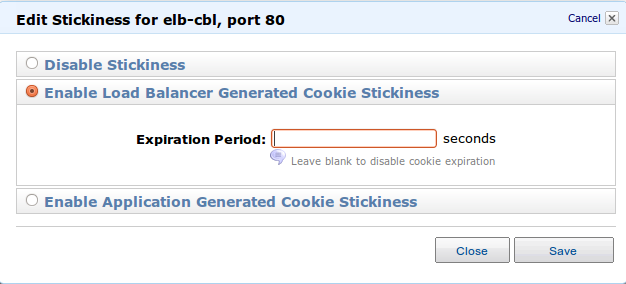 Edit Stickiness for elb-cbl, port 80
Cancel
Disable Stickiness
Enable Load Balancer Generated Cookie Stickiness
Expiration Period: seconds
Leave blank to disable cookie expiration
Enable Application Generated Cookie Stickiness
Close Save